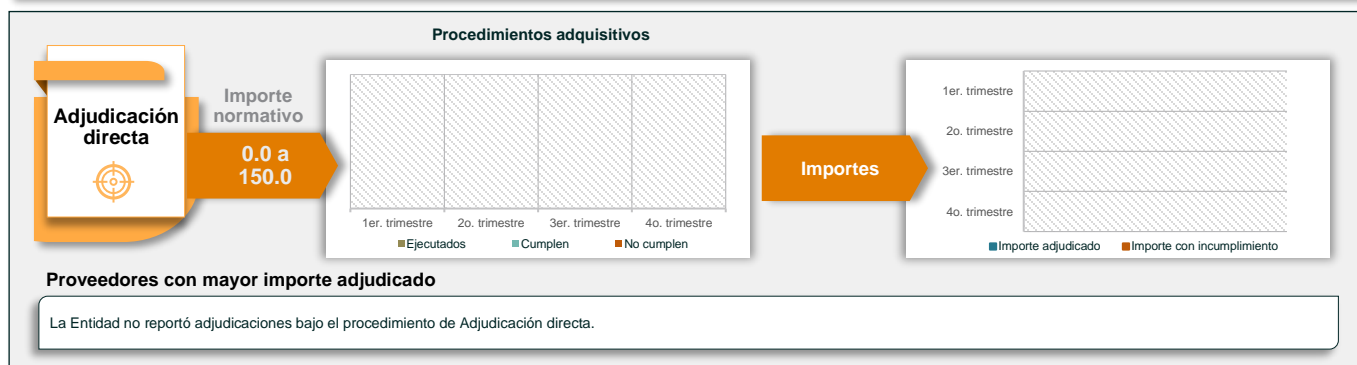 Procedimientos adquisitivos
Adjudicación
directa
Importe
normativo
0.0 a
150.0
1er. trimestre 2o. trimestre 3er. trimestre 4o. trimestre
Ejecutados Cumplen No cumplen
Importes
1er. trimestre
2o. trimestre
3er. trimestre
4o. trimestre
Importe adjudicado Importe con incumplimiento
Proveedores con mayor importe adjudicado
La Entidad no reportó adjudicaciones bajo el procedimiento de Adjudicación directa.